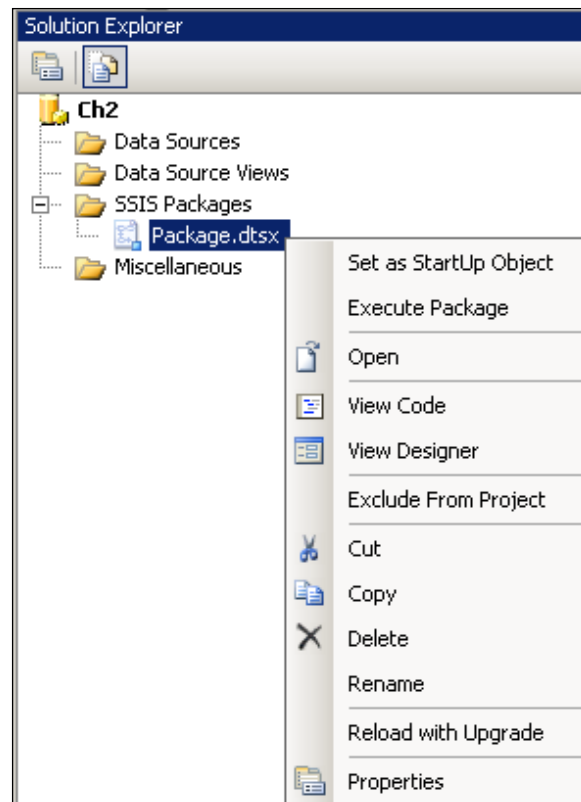 Solution Explorer
Ch2
Data Sources
Data Source Views
SSIS Packages
Package.dtsx
Miscellaneous
Set as StartUp Object
Execute Package
Open
View Code
View Designer
Exclude From Project
Cut
Copy
Delete
Rename
Reload with Upgrade
Properties